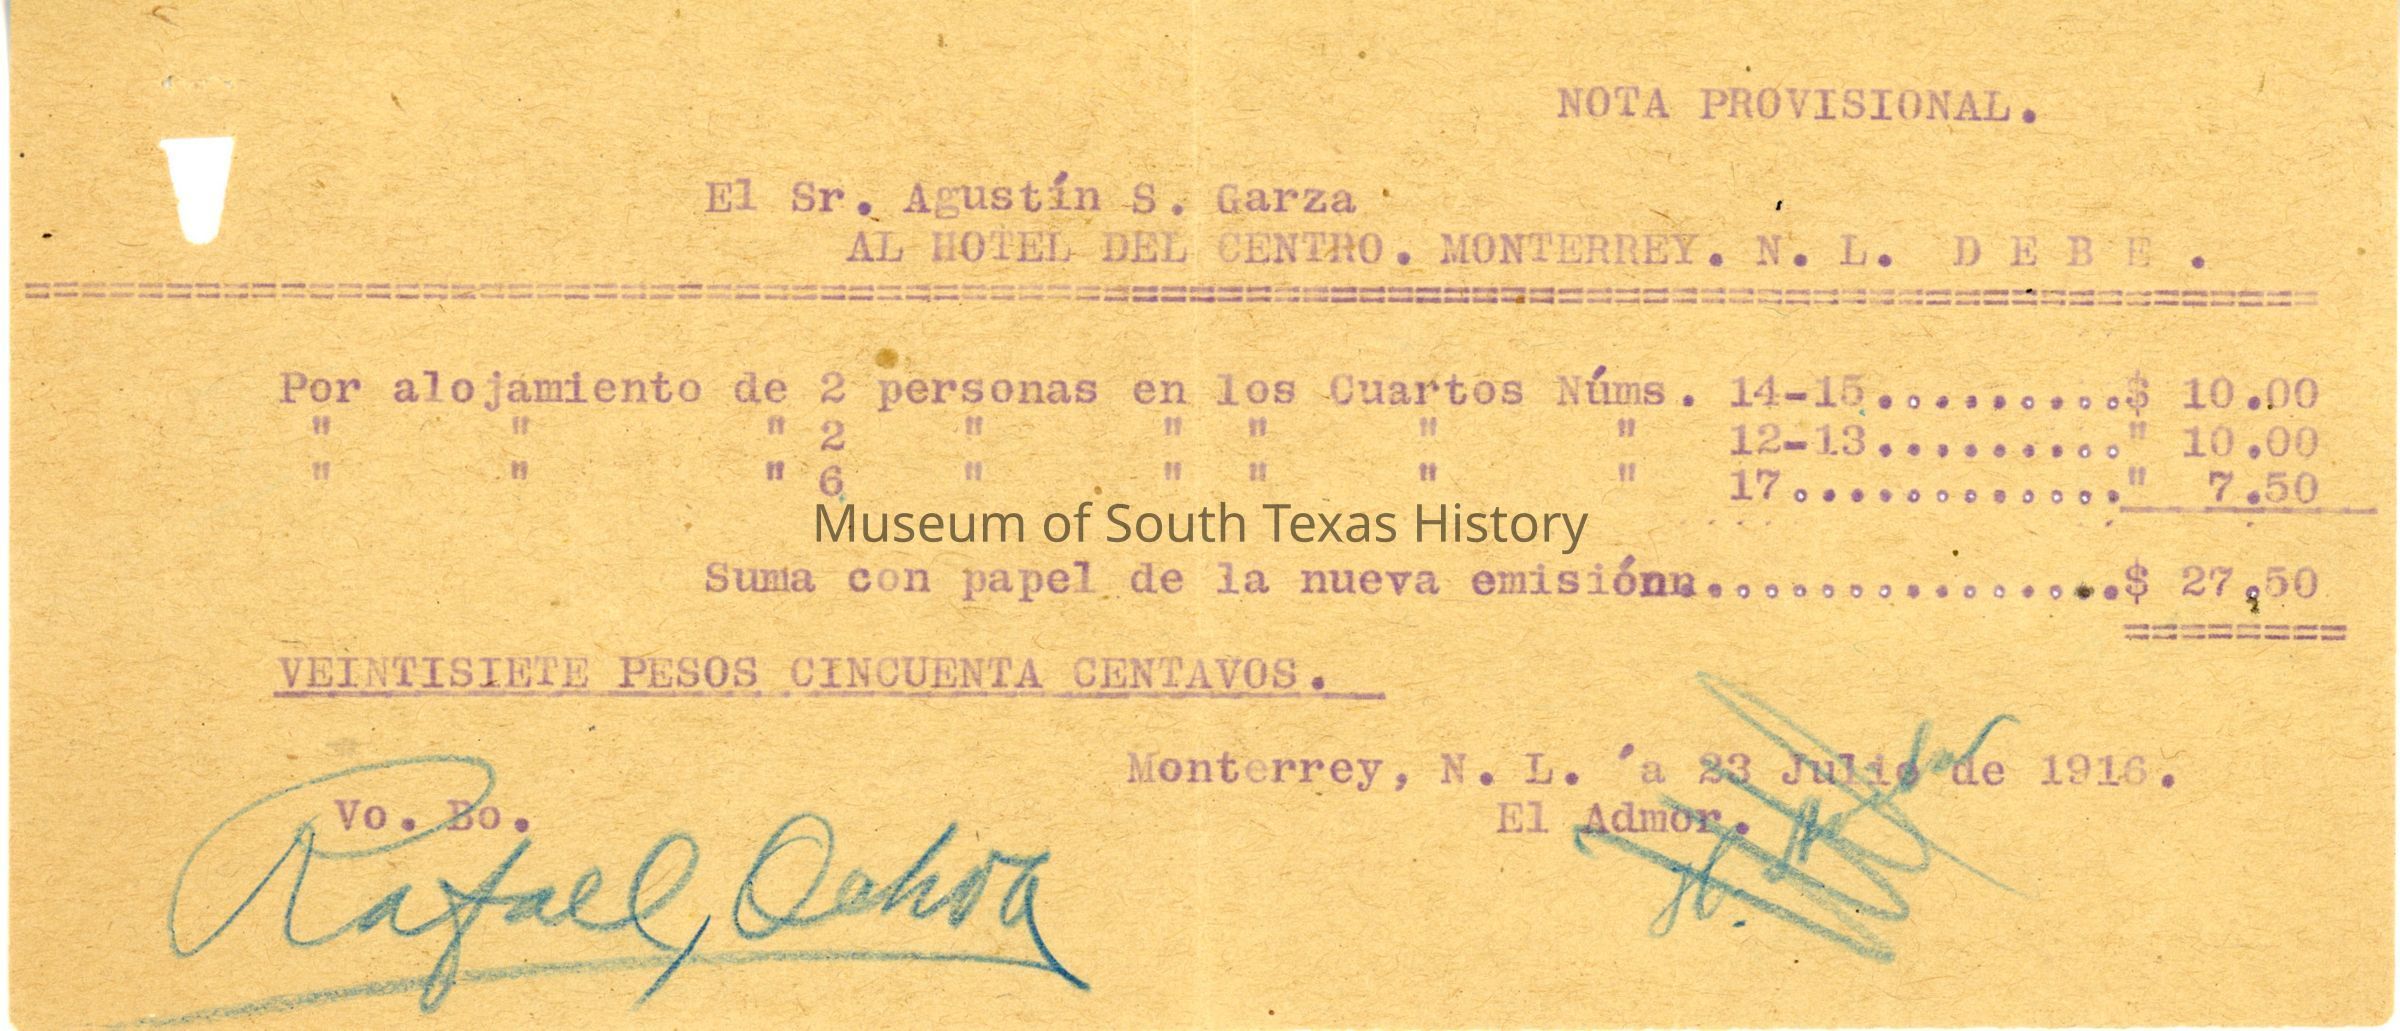 NOTA PROVISIONAL.
El Sr. Agustín S. Garza
AL HOTEL DEL CENTRO. MONTERREY. N. L. D E B E .
Por alojamiento de 2 personas en los Cuartos Núms. 14-15..........$ 10.00
" " " 2 " " " " " 12-13........." 10.00
" " " 6 " " " " " 17............" 7.50
Museum of South Texas History
Suma con papel de la nueva emisiónn...............$ 27.50
VEINTISIETE PESOS CINCUENTA CENTAVOS.
Monterrey, N. L. ´a 23 Julio de 1916.
Vo. Bo. El Admor.
Rafael, Ochoa